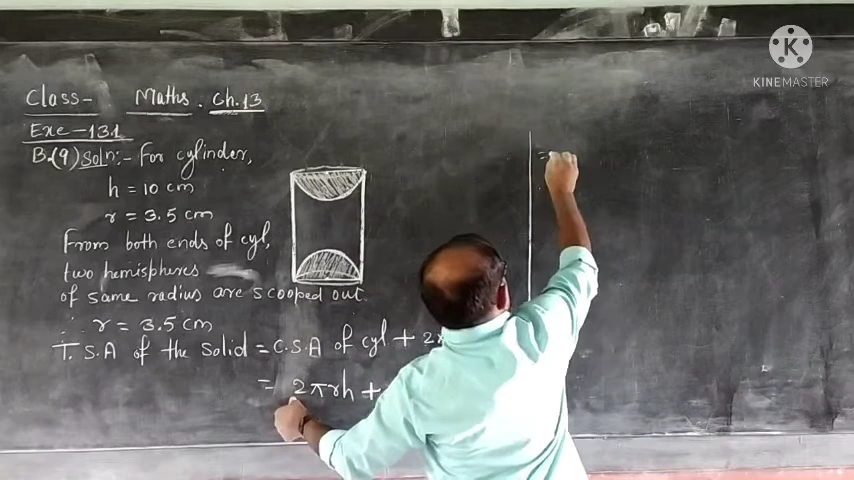 Class- Maths. Ch.13
Exe-13.1
B.(9) Soln:- For cylinder,
h = 10 cm
r = 3.5 cm
From both ends of cyl,
two hemispheres
of same radius are scooped out.
∴ r = 3.5 cm
T.S.A of the solid = C.S.A of cyl + 2
= 2πrh +
=
K
KINEMASTER